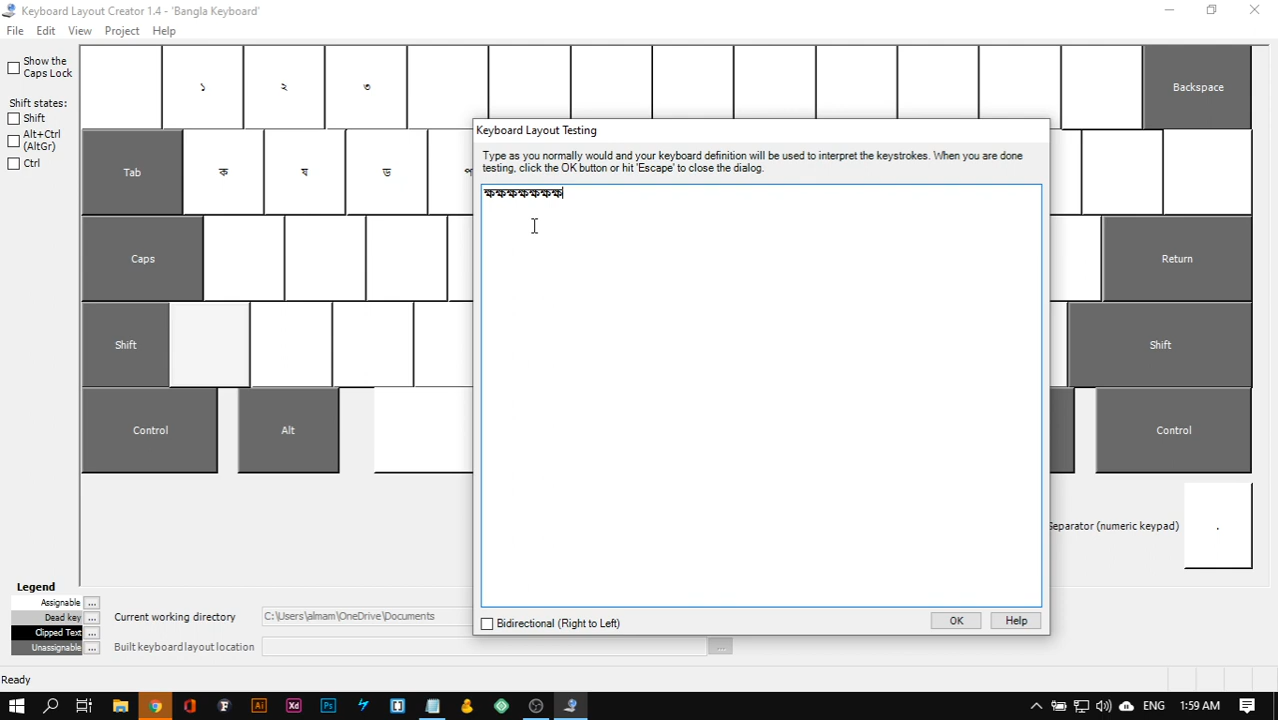 Keyboard Layout Creator 1.4 - 'Bangla Keyboard'
File Edit View Project Help
Show the
Caps Lock
Shift states:
Shift
Alt+Ctrl
(AltGr)
Ctrl
১ ২ ৩ Backspace
Tab ক য ড
Caps Return
Shift Shift
Control Alt Control
Keyboard Layout Testing
Type as you normally would and your keyboard definition will be used to interpret the keystrokes. When you are done
testing, click the OK button or hit 'Escape' to close the dialog.
ককককককক
Bidirectional (Right to Left)
OK Help
Separator (numeric keypad) .
Legend
Assignable ...
Dead key ...
Clipped Text ...
Unassignable ...
Current working directory C:\Users\almam\OneDrive\Documents
Built keyboard layout location ...
Ready
Ai Xd Ps ENG 1:59 AM